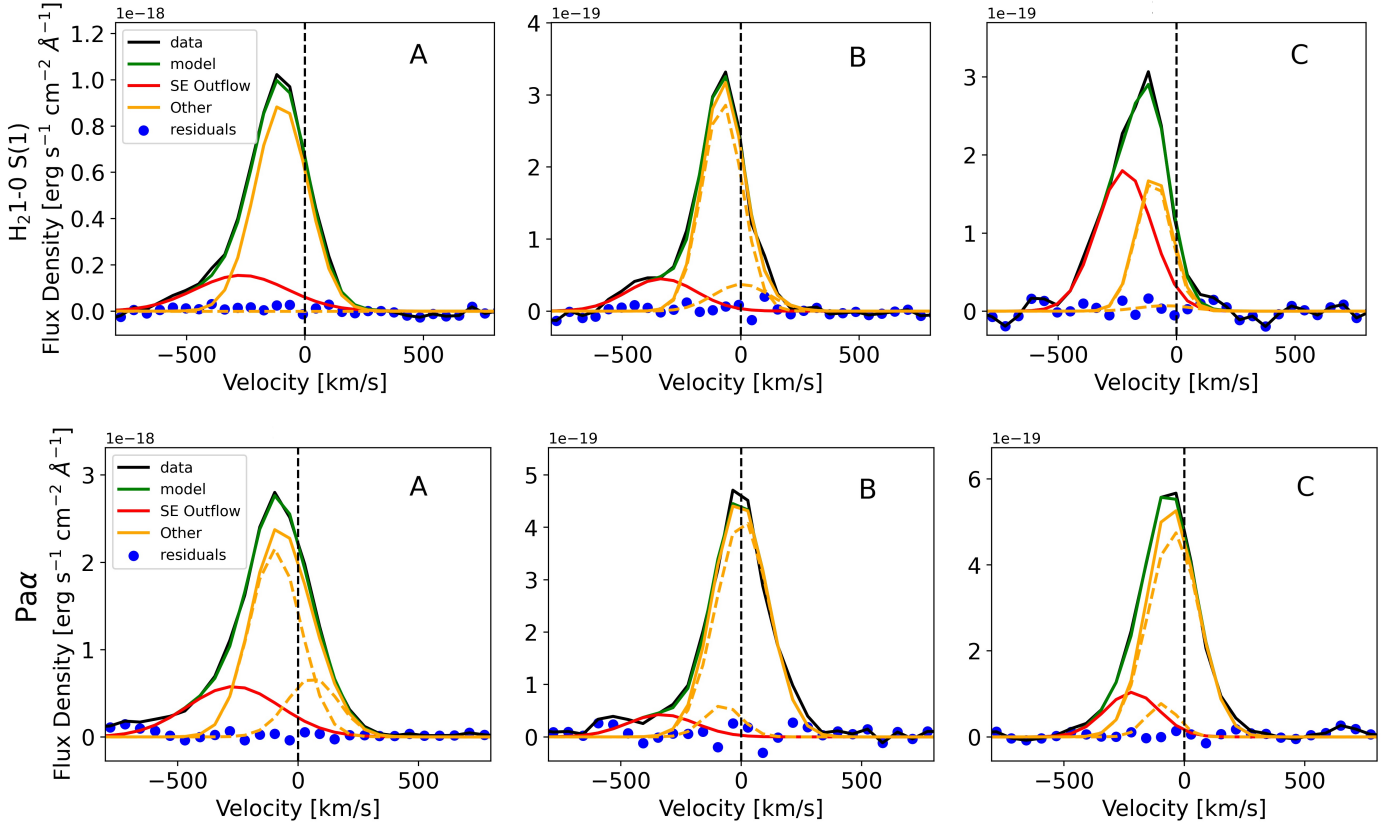 1e−18
1e−19
1e−19
H₂1-0 S(1)
Flux Density [erg s⁻¹ cm⁻² Å⁻¹]
1.2
1.0
0.8
0.6
0.4
0.2
0.0
data
model
SE Outflow
Other
residuals
A
−500 0 500
Velocity [km/s]
4
3
2
1
0
B
−500 0 500
Velocity [km/s]
3
2
1
0
C
−500 0 500
Velocity [km/s]
1e−18
1e−19
1e−19
Paα
Flux Density [erg s⁻¹ cm⁻² Å⁻¹]
3
2
1
0
data
model
SE Outflow
Other
residuals
A
−500 0 500
Velocity [km/s]
5
4
3
2
1
0
B
−500 0 500
Velocity [km/s]
6
4
2
0
C
−500 0 500
Velocity [km/s]